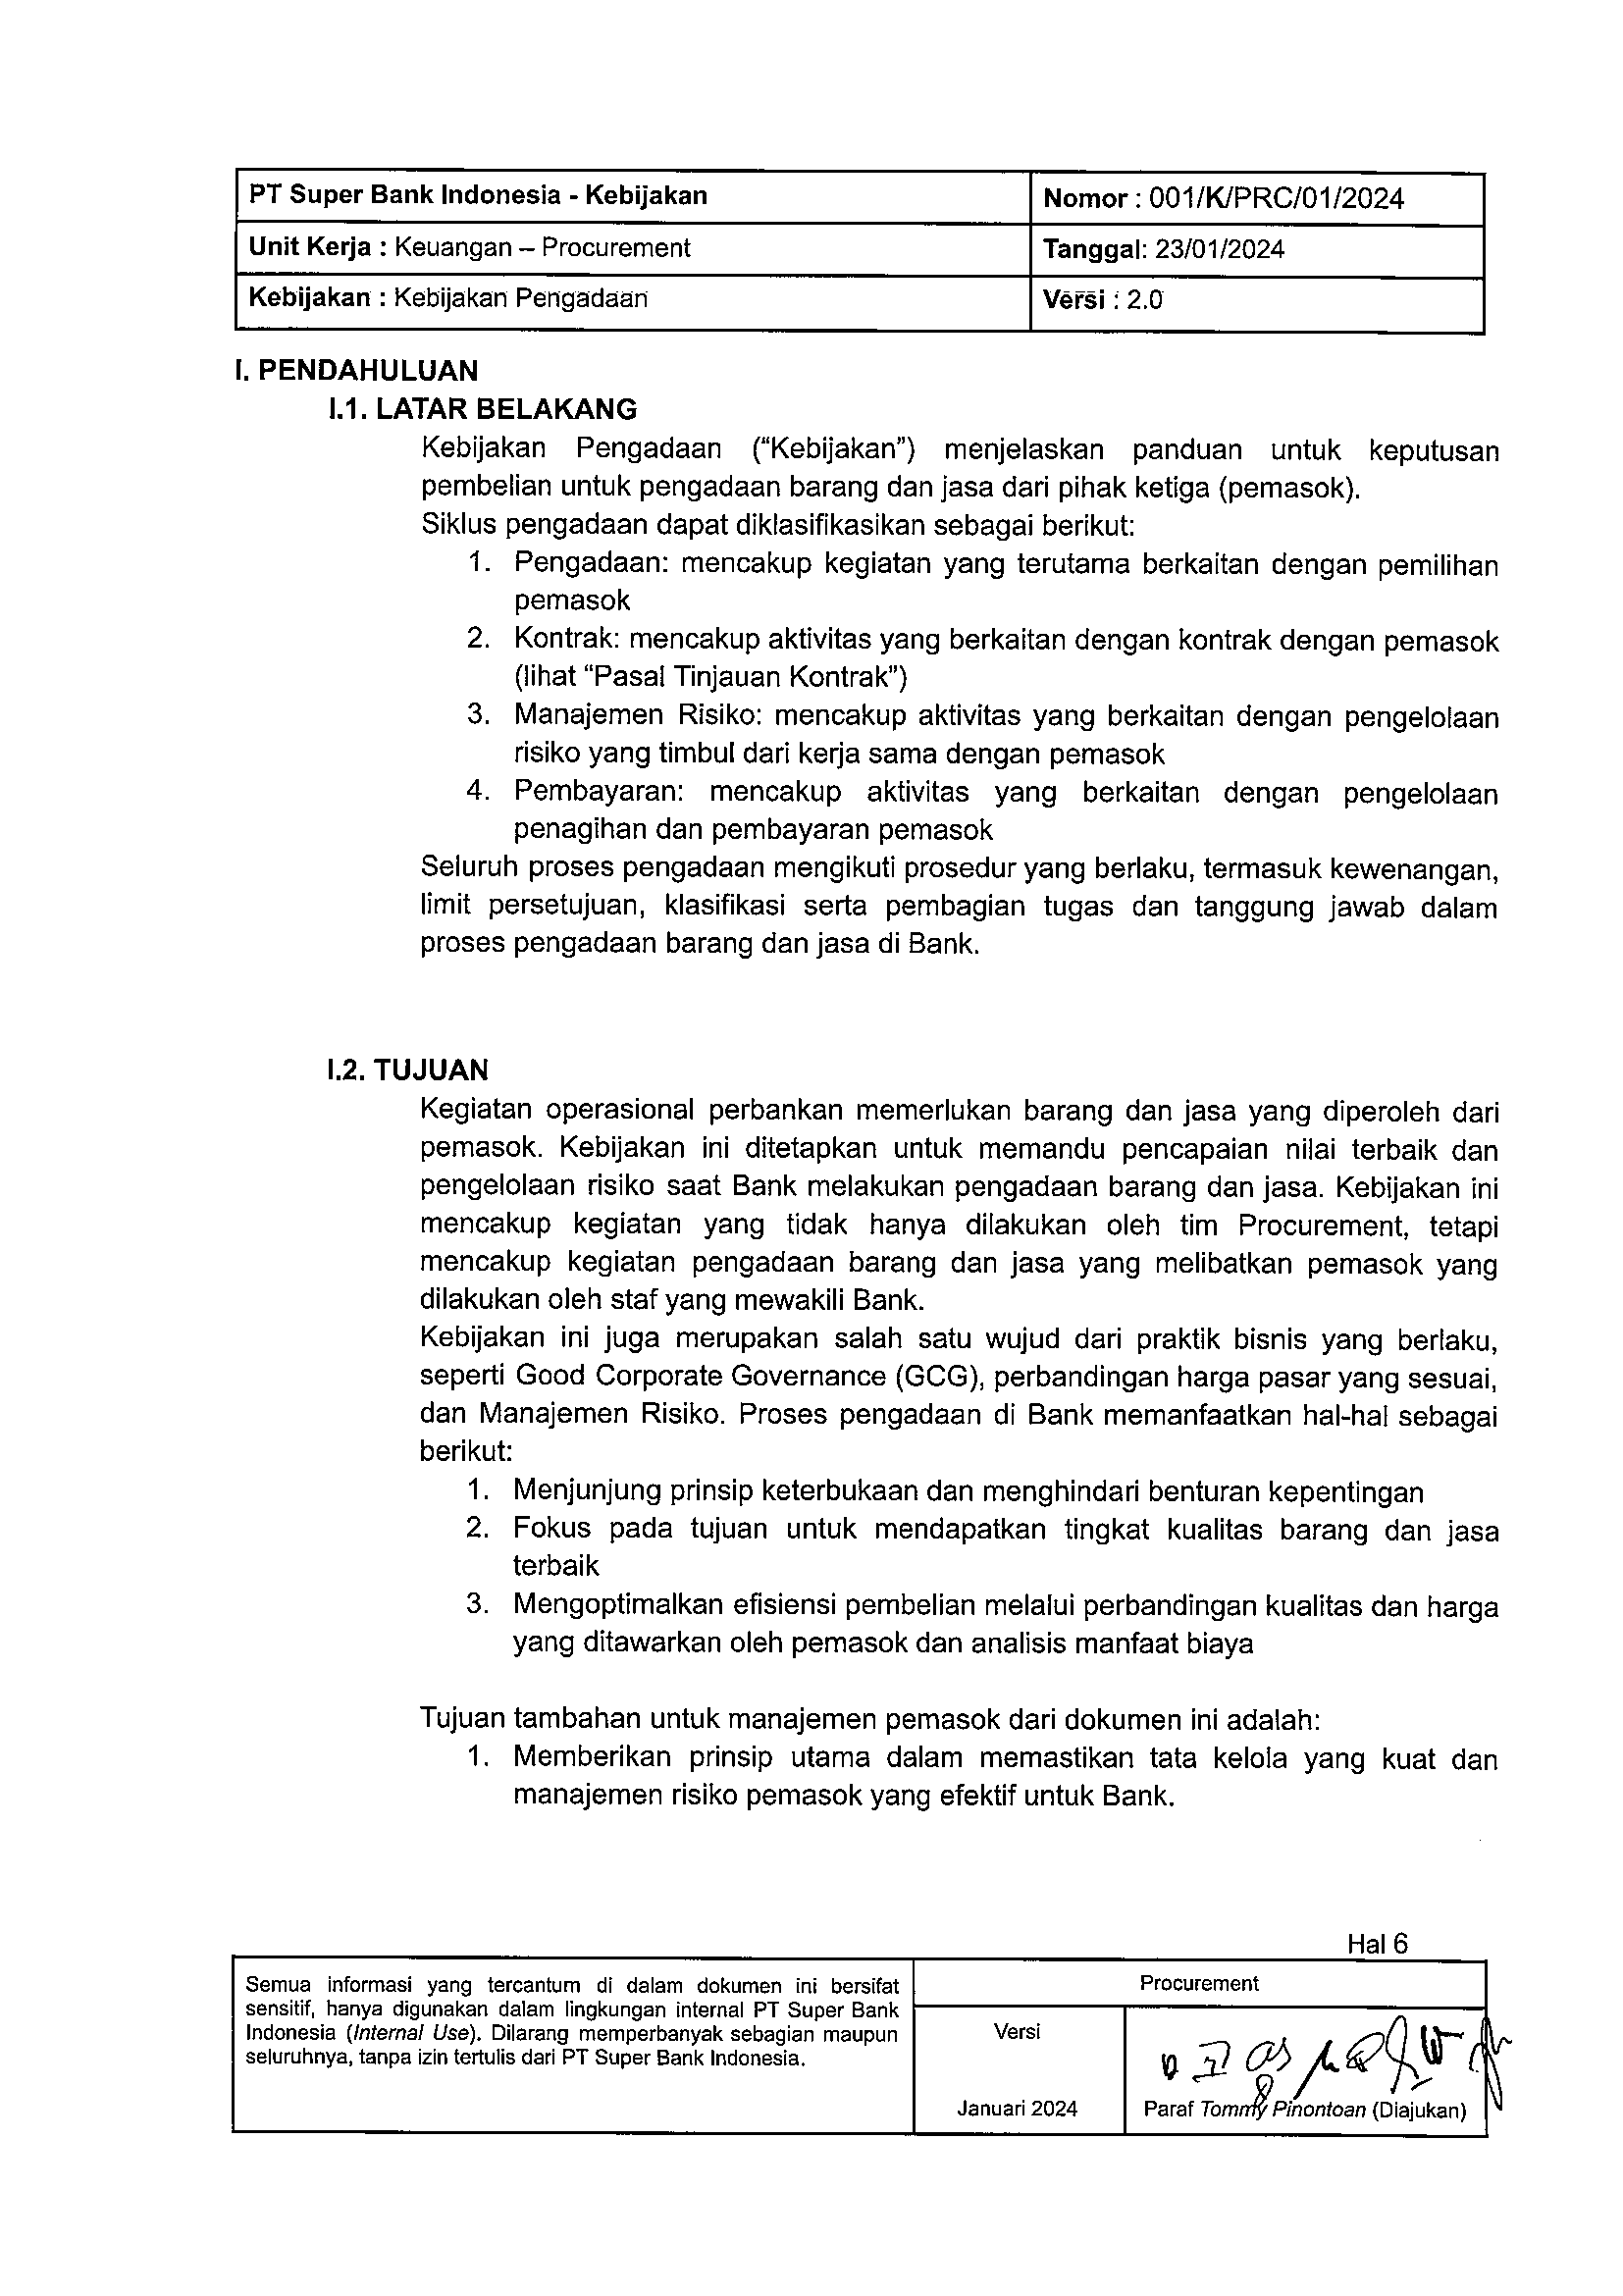 PT Super Bank Indonesia - Kebijakan
Nomor : 001/K/PRC/01/2024
Unit Kerja : Keuangan – Procurement
Tanggal: 23/01/2024
Kebijakan : Kebijakan Pengadaan
Versi : 2.0
I. PENDAHULUAN
I.1. LATAR BELAKANG
Kebijakan Pengadaan (“Kebijakan”) menjelaskan panduan untuk keputusan
pembelian untuk pengadaan barang dan jasa dari pihak ketiga (pemasok).
Siklus pengadaan dapat diklasifikasikan sebagai berikut:
1. Pengadaan: mencakup kegiatan yang terutama berkaitan dengan pemilihan
pemasok
2. Kontrak: mencakup aktivitas yang berkaitan dengan kontrak dengan pemasok
(lihat “Pasal Tinjauan Kontrak”)
3. Manajemen Risiko: mencakup aktivitas yang berkaitan dengan pengelolaan
risiko yang timbul dari kerja sama dengan pemasok
4. Pembayaran: mencakup aktivitas yang berkaitan dengan pengelolaan
penagihan dan pembayaran pemasok
Seluruh proses pengadaan mengikuti prosedur yang berlaku, termasuk kewenangan,
limit persetujuan, klasifikasi serta pembagian tugas dan tanggung jawab dalam
proses pengadaan barang dan jasa di Bank.
I.2. TUJUAN
Kegiatan operasional perbankan memerlukan barang dan jasa yang diperoleh dari
pemasok. Kebijakan ini ditetapkan untuk memandu pencapaian nilai terbaik dan
pengelolaan risiko saat Bank melakukan pengadaan barang dan jasa. Kebijakan ini
mencakup kegiatan yang tidak hanya dilakukan oleh tim Procurement, tetapi
mencakup kegiatan pengadaan barang dan jasa yang melibatkan pemasok yang
dilakukan oleh staf yang mewakili Bank.
Kebijakan ini juga merupakan salah satu wujud dari praktik bisnis yang berlaku,
seperti Good Corporate Governance (GCG), perbandingan harga pasar yang sesuai,
dan Manajemen Risiko. Proses pengadaan di Bank memanfaatkan hal-hal sebagai
berikut:
1. Menjunjung prinsip keterbukaan dan menghindari benturan kepentingan
2. Fokus pada tujuan untuk mendapatkan tingkat kualitas barang dan jasa
terbaik
3. Mengoptimalkan efisiensi pembelian melalui perbandingan kualitas dan harga
yang ditawarkan oleh pemasok dan analisis manfaat biaya
Tujuan tambahan untuk manajemen pemasok dari dokumen ini adalah:
1. Memberikan prinsip utama dalam memastikan tata kelola yang kuat dan
manajemen risiko pemasok yang efektif untuk Bank.
Hal 6
Semua informasi yang tercantum di dalam dokumen ini bersifat
sensitif, hanya digunakan dalam lingkungan internal PT Super Bank
Indonesia (Internal Use). Dilarang memperbanyak sebagian maupun
seluruhnya, tanpa izin tertulis dari PT Super Bank Indonesia.
Procurement
Versi
Januari 2024
Paraf Tommy Pinontoan (Diajukan)